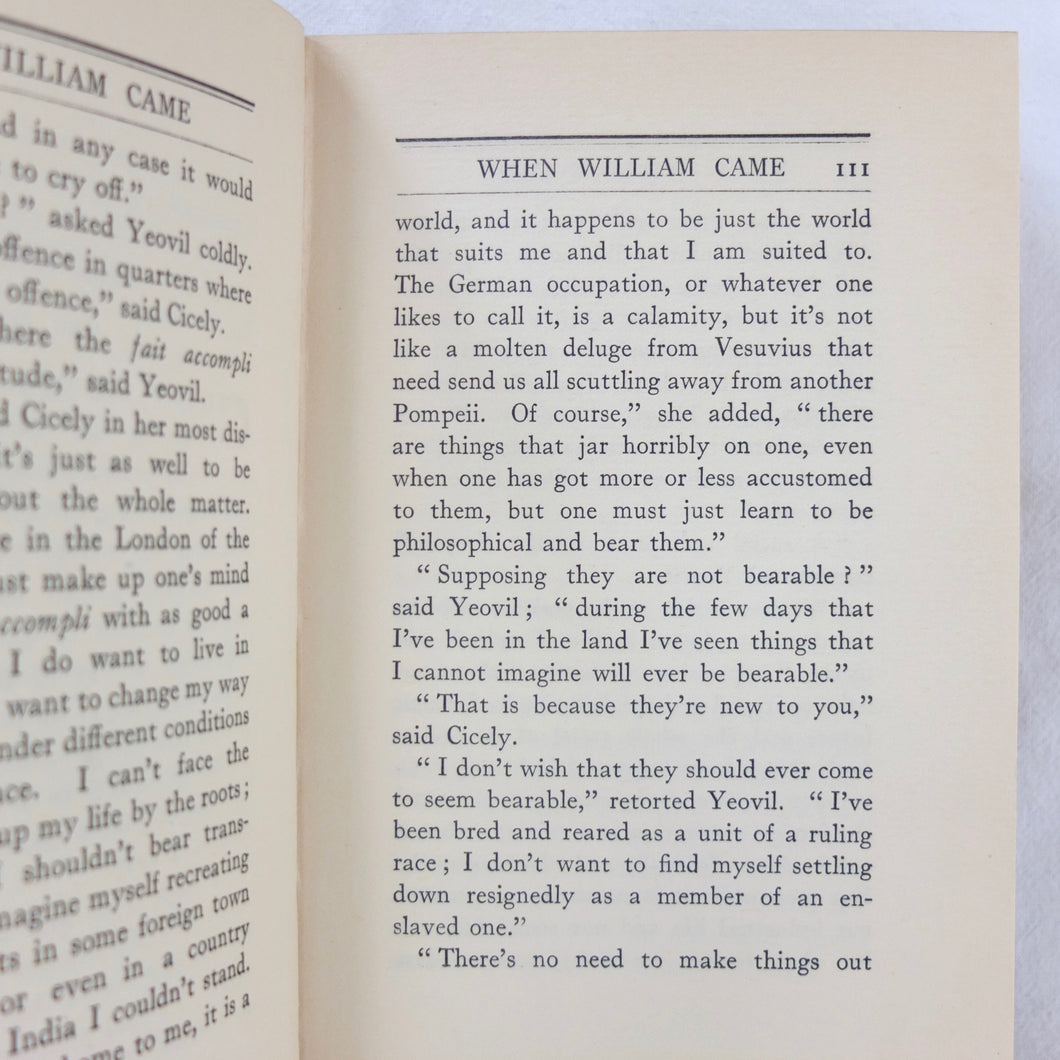 WILLIAM CAME
in any case it would
to cry off.”
?” asked Yeovil coldly.
offence in quarters where
offence,” said Cicely.
the fait accompli
said Yeovil.
Cicely in her most dis-
it's just as well to be
the whole matter.
in the London of the
make up one's mind
accompli with as good a
I do want to live in
want to change my way
under different conditions
I can't face the
up my life by the roots;
I shouldn't bear trans-
imagine myself recreating
in some foreign town
or even in a country
India I couldn't stand.
to me, it is a
WHEN WILLIAM CAME 111
world, and it happens to be just the world
that suits me and that I am suited to.
The German occupation, or whatever one
likes to call it, is a calamity, but it's not
like a molten deluge from Vesuvius that
need send us all scuttling away from another
Pompeii. Of course,” she added, “ there
are things that jar horribly on one, even
when one has got more or less accustomed
to them, but one must just learn to be
philosophical and bear them.”
“ Supposing they are not bearable ? ”
said Yeovil ; “ during the few days that
I've been in the land I've seen things that
I cannot imagine will ever be bearable.”
“ That is because they're new to you,”
said Cicely.
“ I don't wish that they should ever come
to seem bearable,” retorted Yeovil. “ I've
been bred and reared as a unit of a ruling
race ; I don't want to find myself settling
down resignedly as a member of an en-
slaved one.”
“ There's no need to make things out